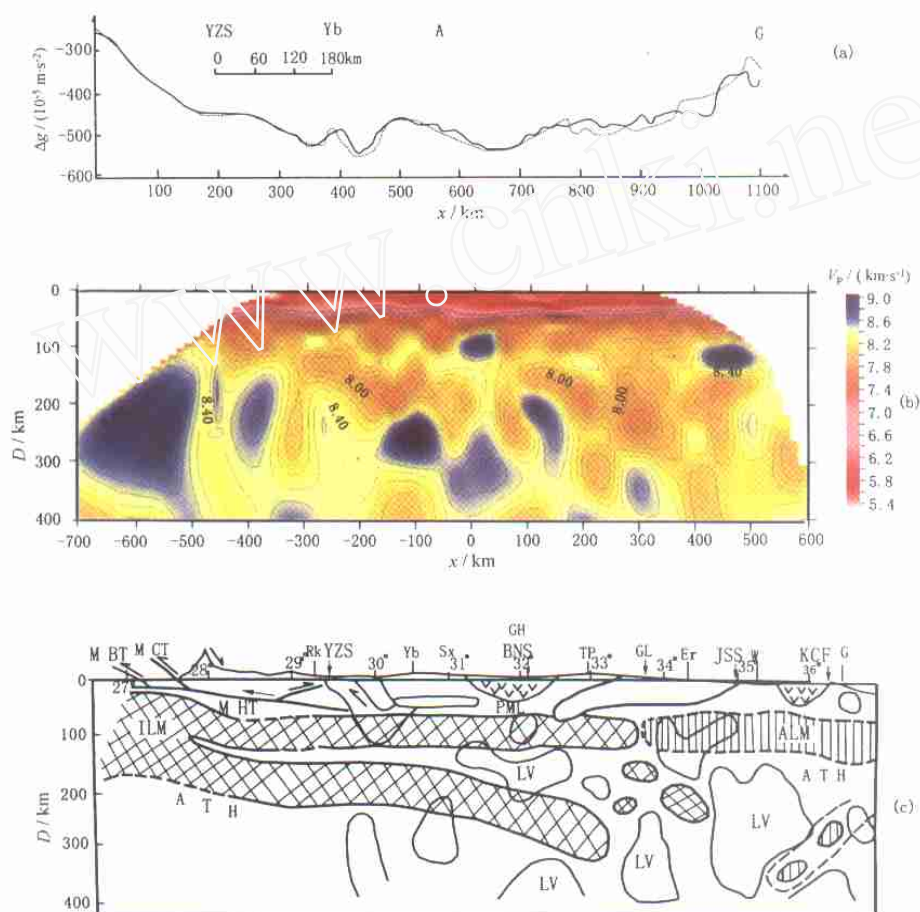 YZS Yb A G (a)
0 60 120 180km
Δg / (10⁻⁵ m·s⁻²)
-300
-400
-500
-600
100 200 300 400 500 600 700 800 900 1000 1100
x / km
www.cnki.ne
V_P / (km·s⁻¹)
0
100
200
300
400
D / km
8.40 8.00 8.40 8.00 8.00 8.40
9.0
8.6
8.2
7.8
7.4
7.0
6.6
6.2
5.8
5.4
(b)
-700 -600 -500 -400 -300 -200 -100 0 100 200 300 400 500 600
x / km
GH
M BT M CT 28° 29° Rk YZS 30° Yb Sx 31° BNS 32° TP 33° GL 34° Er JSS W 35° KCF 36° G
0 27
M HT PML
ILM ALM
100
LV A T H
200 A T H
LV (c)
300
LV LV
400
D / km